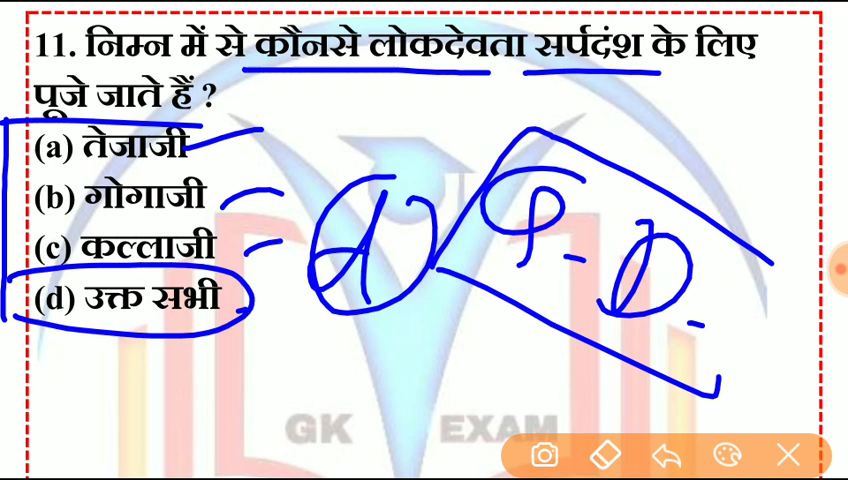 11. निम्न में से कौनसे लोकदेवता सर्पदंश के लिए
पूजे जाते हैं ?
(a) तेजाजी
(b) गोगाजी
(c) कल्लाजी
(d) उक्त सभी
d
P. D.
GK EXAM